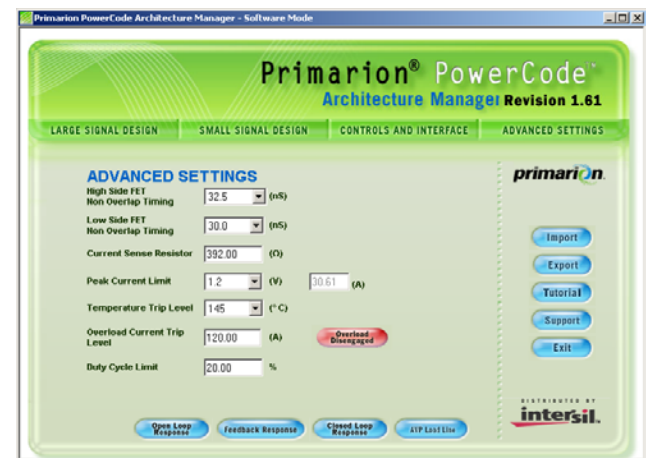 Primarion PowerCode Architecture Manager - Software Mode
Primarion® PowerCode™
Architecture Manager Revision 1.61
LARGE SIGNAL DESIGN SMALL SIGNAL DESIGN CONTROLS AND INTERFACE ADVANCED SETTINGS
ADVANCED SETTINGS
primarion.
High Side FET
Non Overlap Timing 32.5 (nS)
Low Side FET
Non Overlap Timing 30.0 (nS)
Current Sense Resistor 392.00 (Ω)
Peak Current Limit 1.2 (V) 30.61 (A)
Temperature Trip Level 145 (°C)
Overload Current Trip
Level 120.00 (A)
Overload
Disengaged
Duty Cycle Limit 20.00 %
Import
Export
Tutorial
Support
Exit
DISTRIBUTED BY
intersil.
Open Loop
Response
Feedback Response
Closed Loop
Response
AVP Load Line